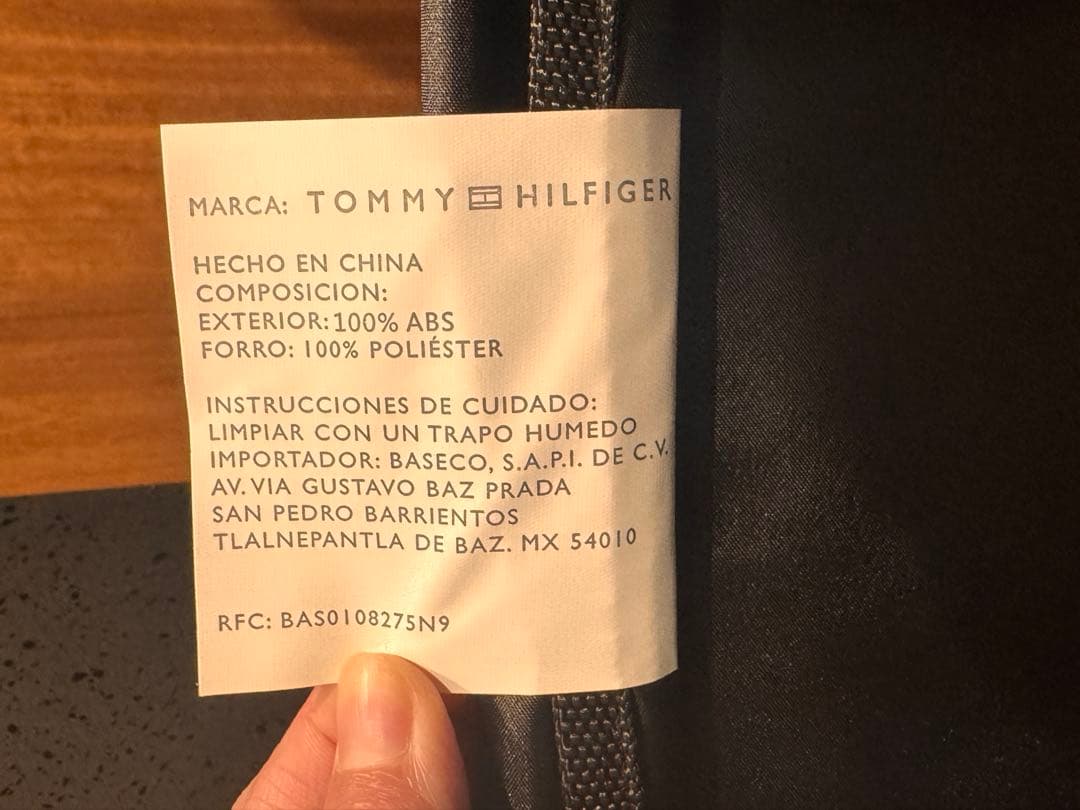 MARCA: TOMMY HILFIGER
HECHO EN CHINA
COMPOSICION:
EXTERIOR: 100% ABS
FORRO: 100% POLIÉSTER
INSTRUCCIONES DE CUIDADO:
LIMPIAR CON UN TRAPO HUMEDO
IMPORTADOR: BASECO, S.A.P.I. DE C.V.
AV. VIA GUSTAVO BAZ PRADA
SAN PEDRO BARRIENTOS
TLALNEPANTLA DE BAZ. MX 54010
RFC: BAS0108275N9